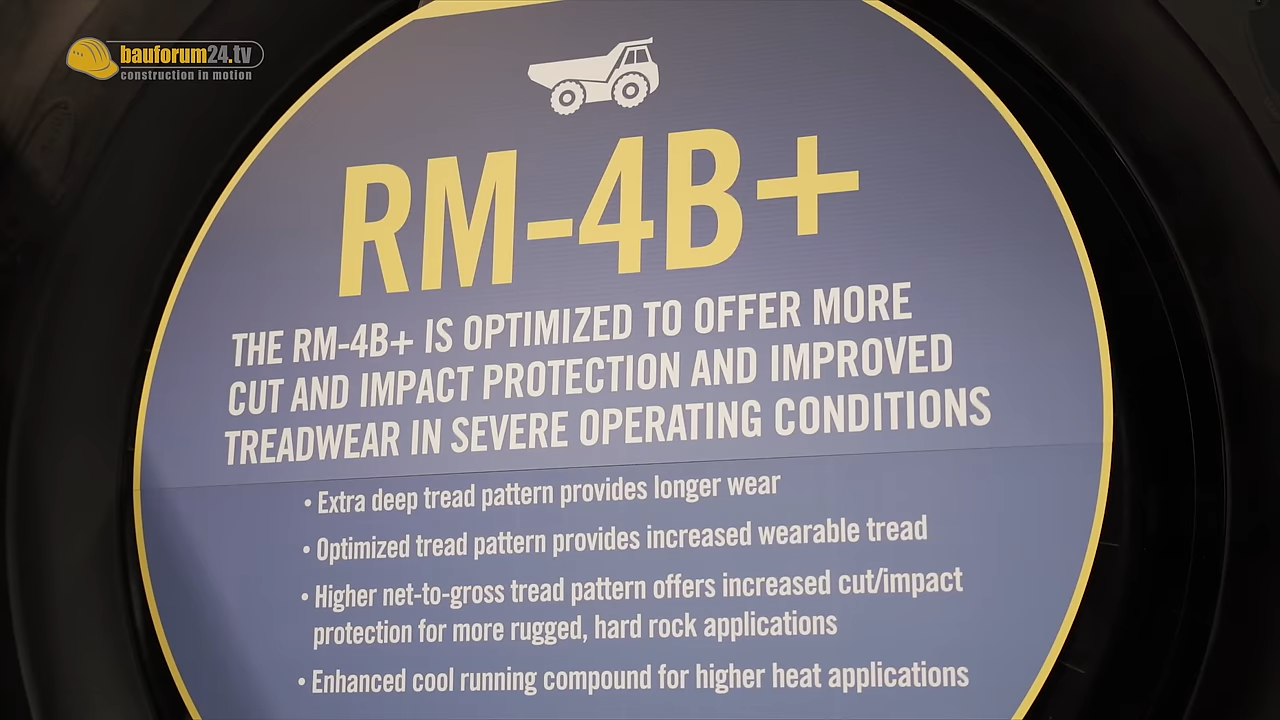 bauforum24.tv
construction in motion
RM-4B+
THE RM-4B+ IS OPTIMIZED TO OFFER MORE
CUT AND IMPACT PROTECTION AND IMPROVED
TREADWEAR IN SEVERE OPERATING CONDITIONS
• Extra deep tread pattern provides longer wear
• Optimized tread pattern provides increased wearable tread
• Higher net-to-gross tread pattern offers increased cut/impact
protection for more rugged, hard rock applications
• Enhanced cool running compound for higher heat applications